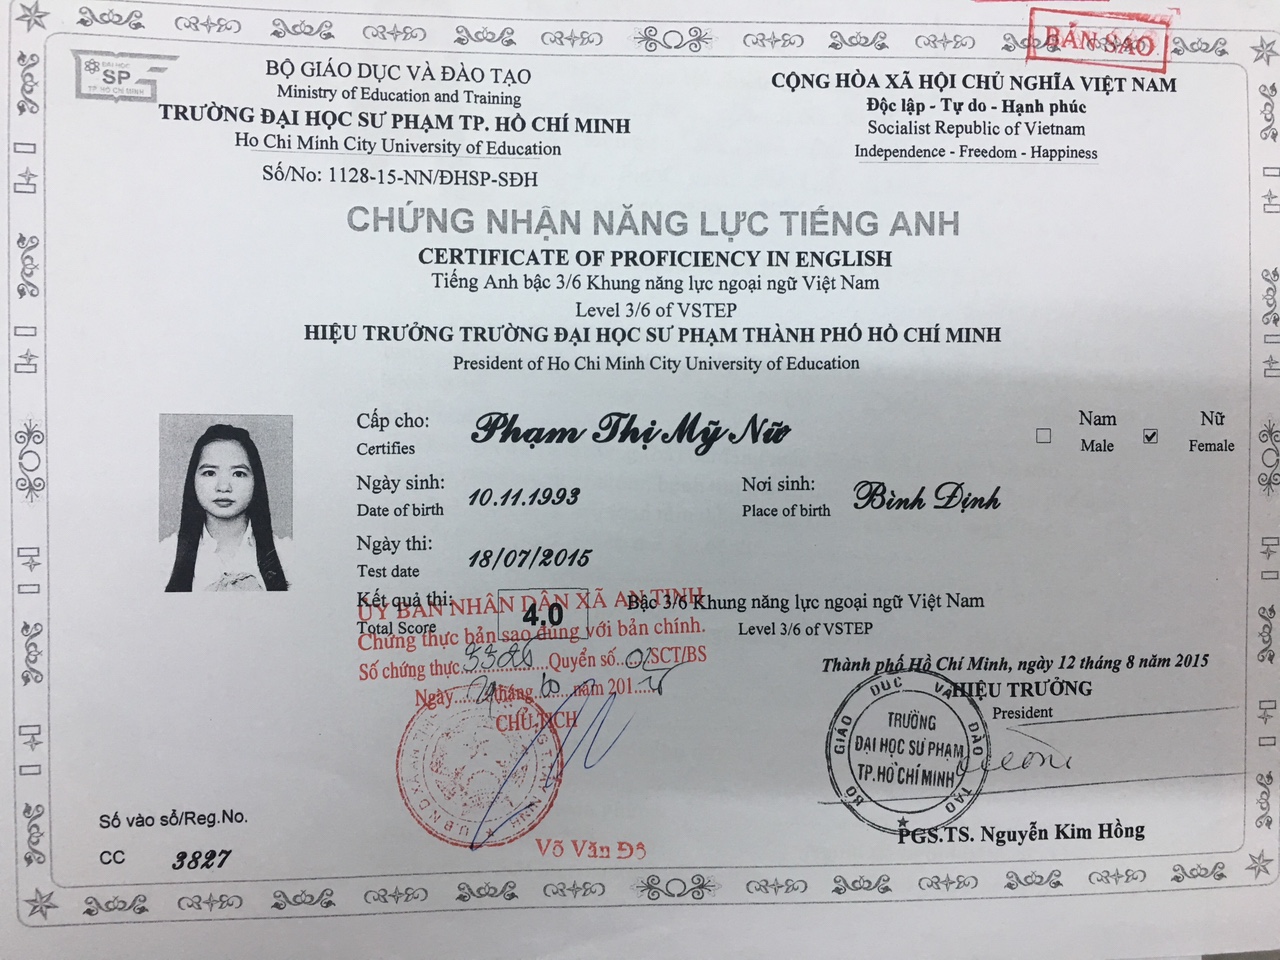 BẢN SAO
ĐẠI HỌC
SP
TP HỒ CHÍ MINH
BỘ GIÁO DỤC VÀ ĐÀO TẠO
Ministry of Education and Training
TRƯỜNG ĐẠI HỌC SƯ PHẠM TP. HỒ CHÍ MINH
Ho Chi Minh City University of Education
Số/No: 1128-15-NN/ĐHSP-SĐH
CỘNG HÒA XÃ HỘI CHỦ NGHĨA VIỆT NAM
Độc lập - Tự do - Hạnh phúc
Socialist Republic of Vietnam
Independence - Freedom - Happiness
CHỨNG NHẬN NĂNG LỰC TIẾNG ANH
CERTIFICATE OF PROFICIENCY IN ENGLISH
Tiếng Anh bậc 3/6 Khung năng lực ngoại ngữ Việt Nam
Level 3/6 of VSTEP
HIỆU TRƯỞNG TRƯỜNG ĐẠI HỌC SƯ PHẠM THÀNH PHỐ HỒ CHÍ MINH
President of Ho Chi Minh City University of Education
Cấp cho: Phạm Thị Mỹ Nữ Nam Nữ
Certifies Male Female
Ngày sinh: 10.11.1993 Nơi sinh: Bình Định
Date of birth Place of birth
Ngày thi: 18/07/2015
Test date
Kết quả thi: 4.0 Bậc 3/6 Khung năng lực ngoại ngữ Việt Nam
Total Score Level 3/6 of VSTEP
ỦY BAN NHÂN DÂN XÃ AN TỊNH
Chứng thực bản sao đúng với bản chính.
Số chứng thực Quyển số 01 SCT/BS
Ngày tháng 10 năm 201
CHỦ TỊCH
Võ Văn Đô
Thành phố Hồ Chí Minh, ngày 12 tháng 8 năm 2015
HIỆU TRƯỞNG
President
BỘ GIÁO DỤC VÀ ĐÀO TẠO
TRƯỜNG
ĐẠI HỌC SƯ PHẠM
TP.HỒ CHÍ MINH
PGS.TS. Nguyễn Kim Hồng
Số vào sổ/Reg.No.
CC 3827